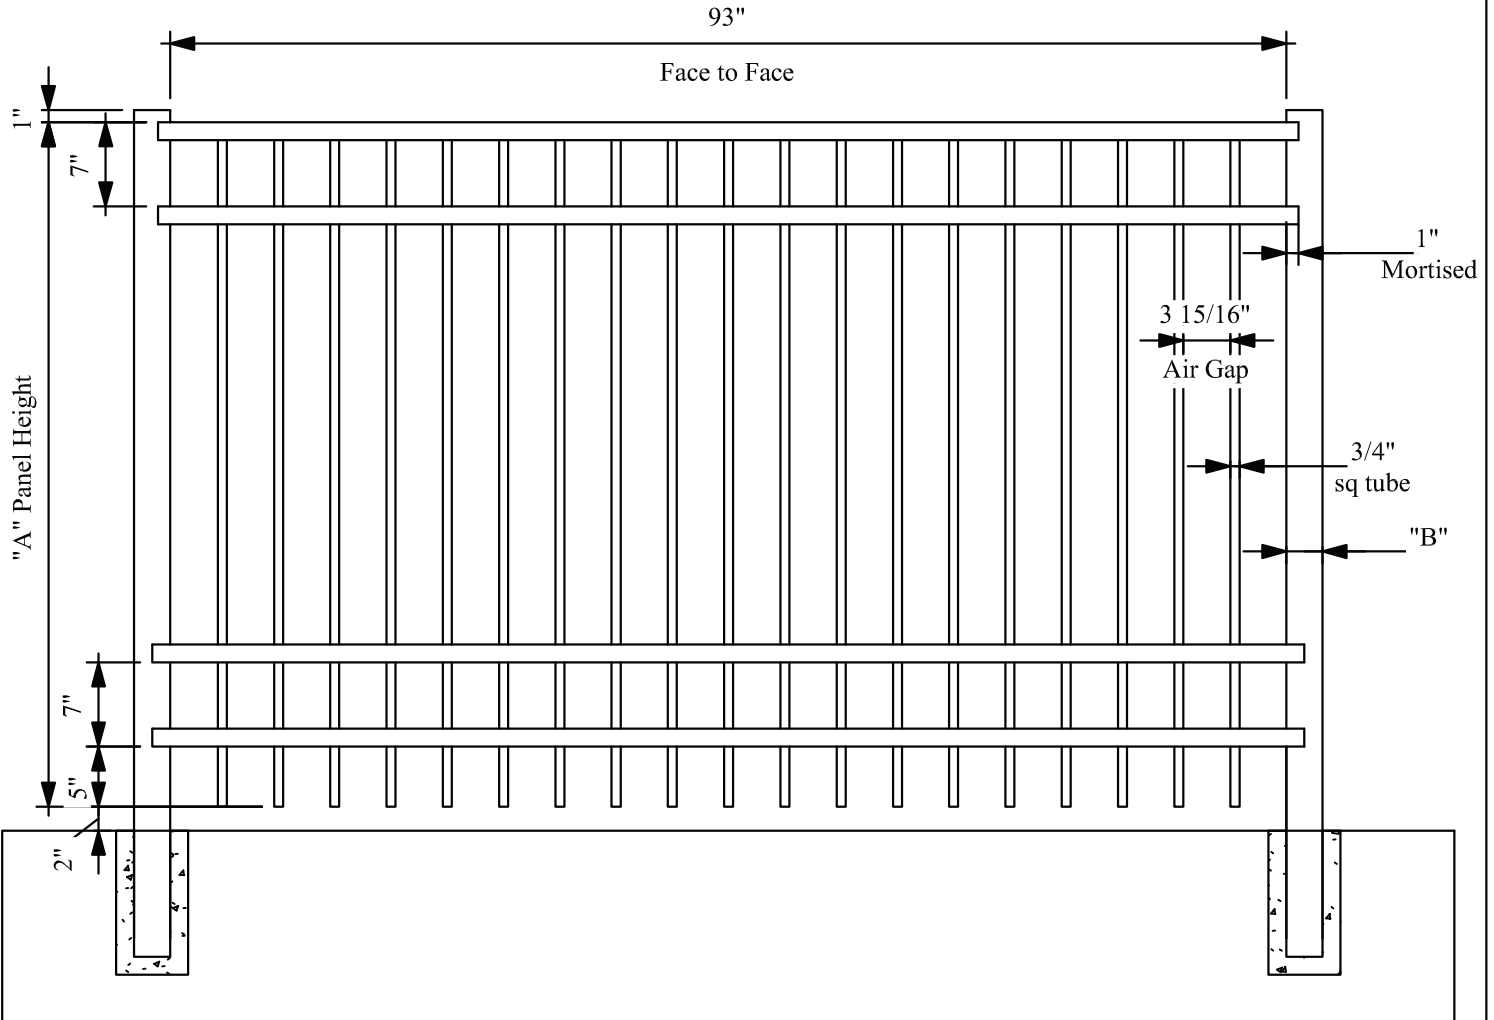 93"
Face to Face
1"
7"
1"
Mortised
3 15/16"
Air Gap
"A" Panel Height
3/4"
sq tube
"B"
7"
5"
2"